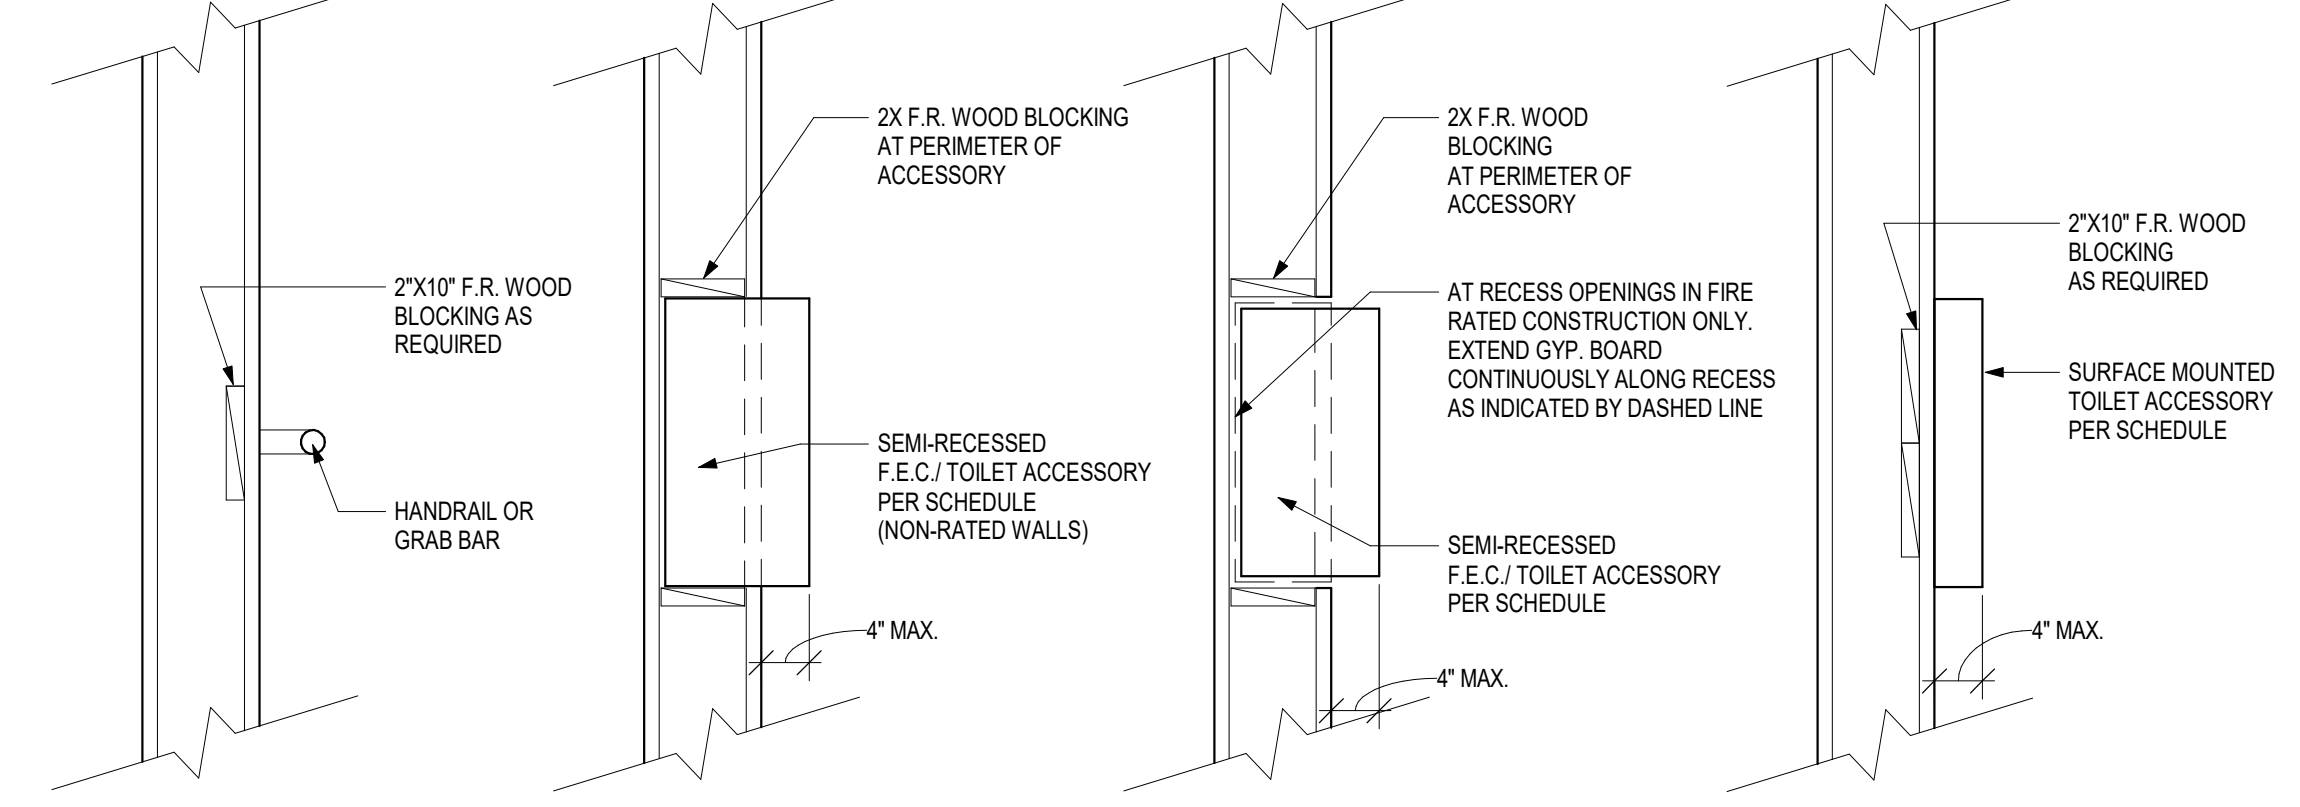 2"X10" F.R. WOOD
BLOCKING AS
REQUIRED
HANDRAIL OR
GRAB BAR
2X F.R. WOOD BLOCKING
AT PERIMETER OF
ACCESSORY
SEMI-RECESSED
F.E.C./ TOILET ACCESSORY
PER SCHEDULE
(NON-RATED WALLS)
4" MAX.
2X F.R. WOOD
BLOCKING
AT PERIMETER OF
ACCESSORY
AT RECESS OPENINGS IN FIRE
RATED CONSTRUCTION ONLY.
EXTEND GYP. BOARD
CONTINUOUSLY ALONG RECESS
AS INDICATED BY DASHED LINE
SEMI-RECESSED
F.E.C./ TOILET ACCESSORY
PER SCHEDULE
4" MAX.
2"X10" F.R. WOOD
BLOCKING
AS REQUIRED
SURFACE MOUNTED
TOILET ACCESSORY
PER SCHEDULE
4" MAX.